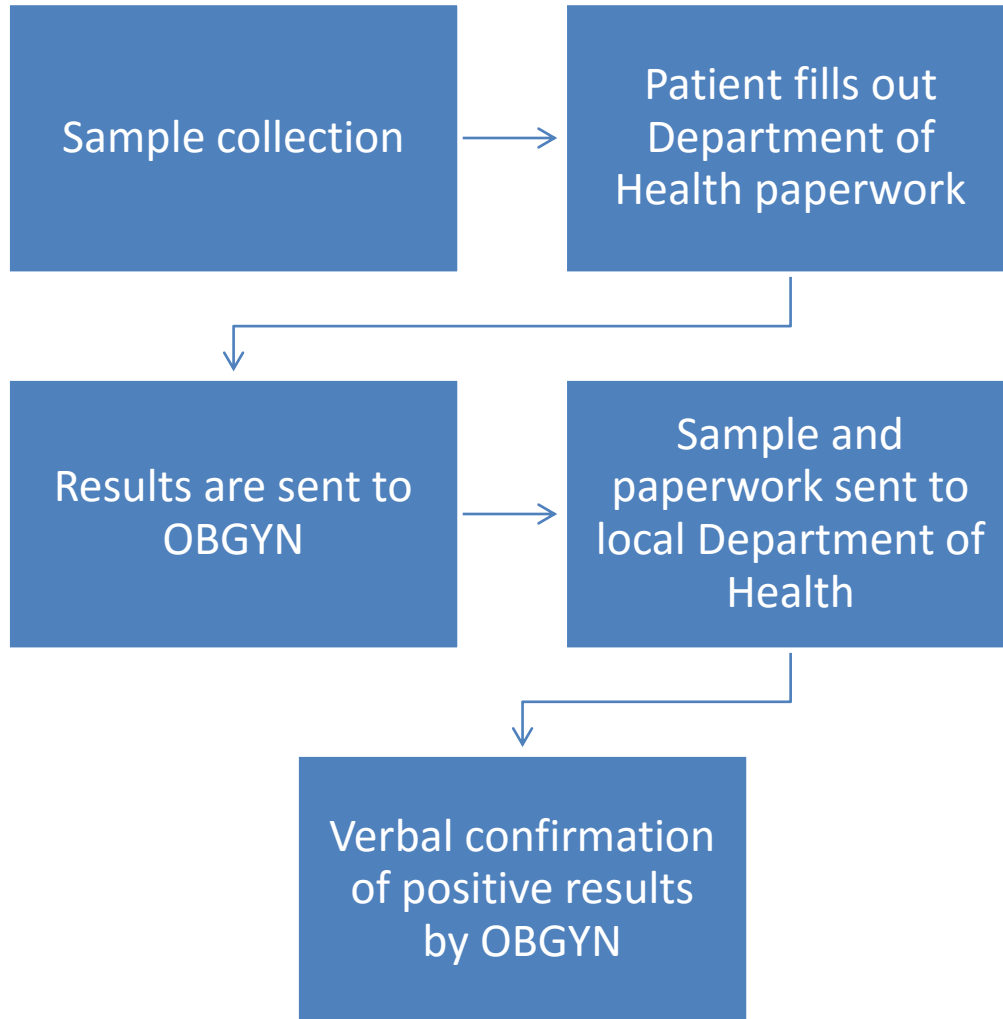 Sample collection
Patient fills out
Department of
Health paperwork
Results are sent to
OBGYN
Sample and
paperwork sent to
local Department of
Health
Verbal confirmation
of positive results
by OBGYN